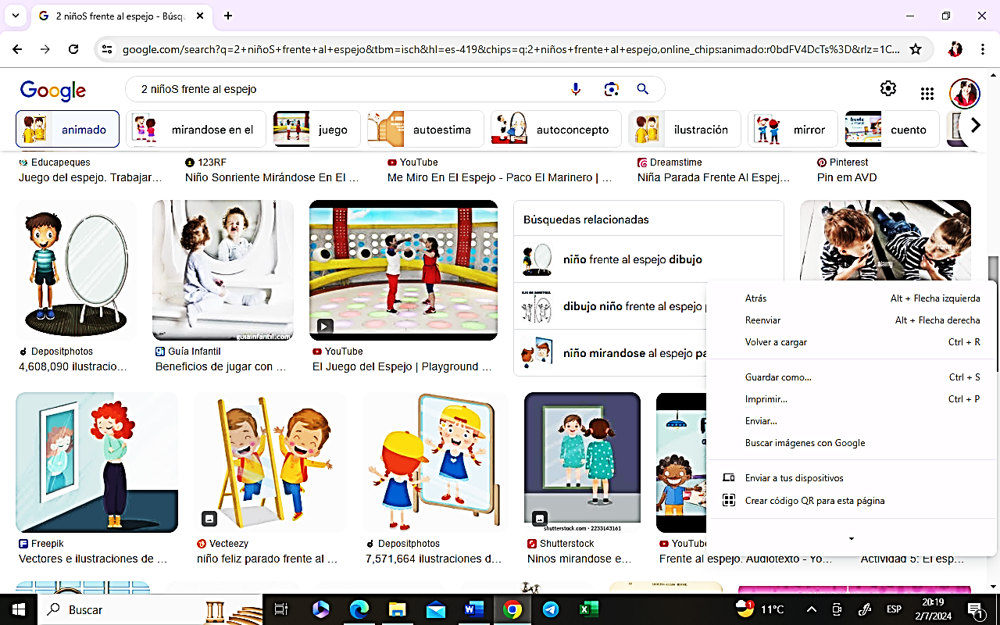 2 niñoS frente al espejo - Búsqu
google.com/search?q=2+niñoS+frente+al+espejo&tbm=isch&hl=es-419&chips=q:2+niños+frente+al+espejo,online_chips:animado:r0bdFV4DcTs%3D&rlz=1C...
Google
2 niñoS frente al espejo
animado
mirandose en el
juego
autoestima
autoconcepto
ilustración
mirror
cuento
Educapeques
Juego del espejo. Trabajar...
123RF
Niño Sonriente Mirándose En El ...
YouTube
Me Miro En El Espejo - Paco El Marinero | ...
Dreamstime
Niña Parada Frente Al Espej...
Pinterest
Pin em AVD
guiainfantil.com
Depositphotos
4,608,090 ilustracio...
Guía Infantil
Beneficios de jugar con ...
YouTube
El Juego del Espejo | Playground ...
Búsquedas relacionadas
niño frente al espejo dibujo
dibujo niño frente al espejo p
niño mirandose al espejo pa
alamy
Atrás Alt + Flecha izquierda
Reenviar Alt + Flecha derecha
Volver a cargar Ctrl + R
Guardar como... Ctrl + S
Imprimir... Ctrl + P
Enviar...
Buscar imágenes con Google
Enviar a tus dispositivos
Crear código QR para esta página
shutterstock.com · 2233143161
Freepik
Vectores e ilustraciones de ...
Vecteezy
niño feliz parado frente al ...
Depositphotos
7,571,664 ilustraciones d...
Shutterstock
Ninos mirandose e...
YouTube
Frente al espejo. Audiotexto - Yo...
Actividad 5: El esp...
Buscar
1
11°C
ESP
20:19
2/7/2024
1